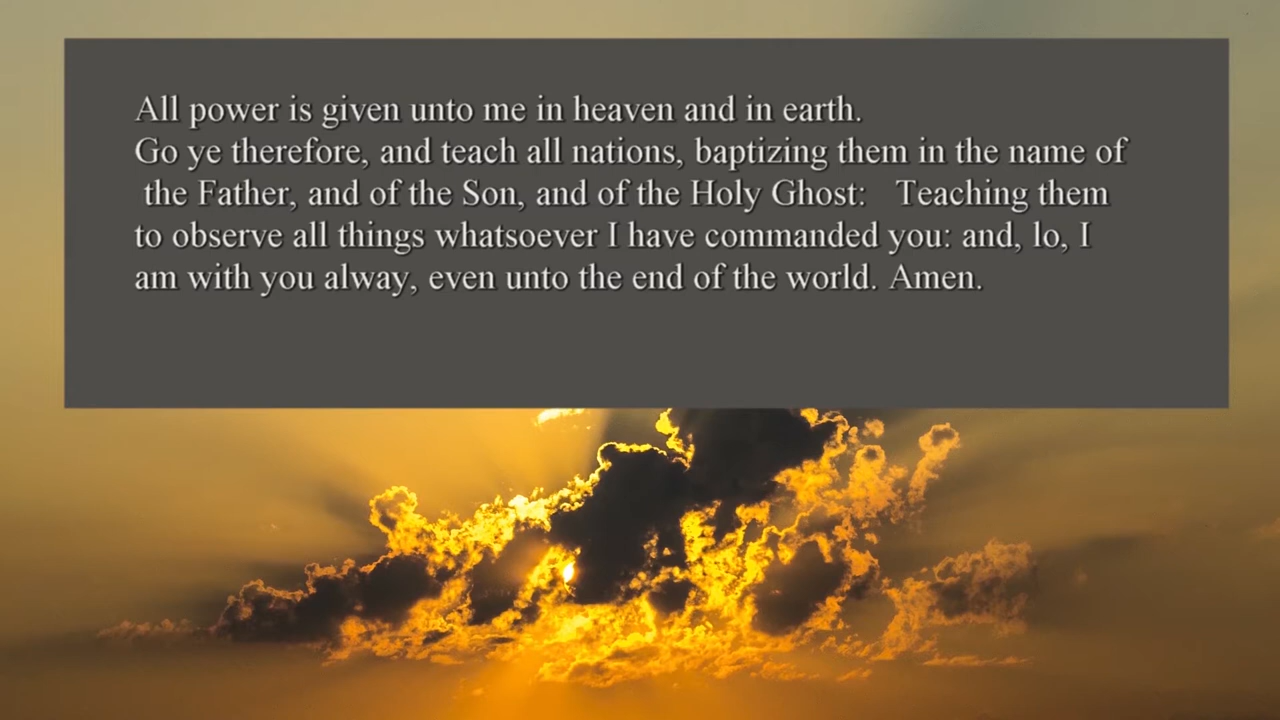 All power is given unto me in heaven and in earth.
Go ye therefore, and teach all nations, baptizing them in the name of
the Father, and of the Son, and of the Holy Ghost: Teaching them
to observe all things whatsoever I have commanded you: and, lo, I
am with you alway, even unto the end of the world. Amen.